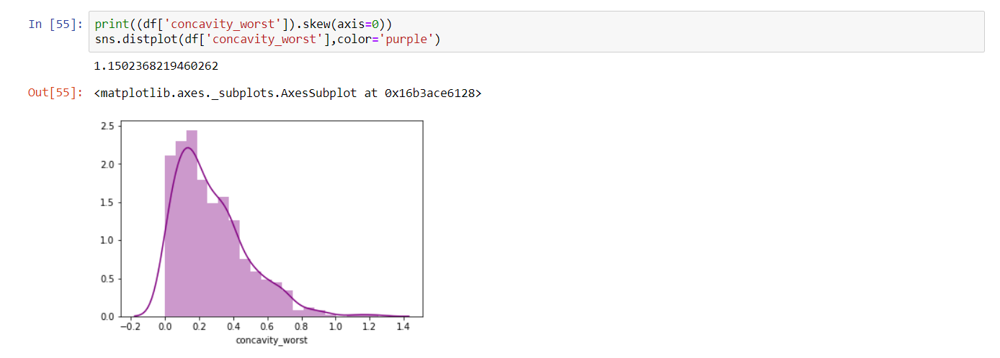 In [55]: print((df['concavity_worst']).skew(axis=0))
sns.distplot(df['concavity_worst'],color='purple')
1.1502368219460262
Out[55]: <matplotlib.axes._subplots.AxesSubplot at 0x16b3ace6128>
2.5
2.0
1.5
1.0
0.5
0.0
−0.2 0.0 0.2 0.4 0.6 0.8 1.0 1.2 1.4
concavity_worst